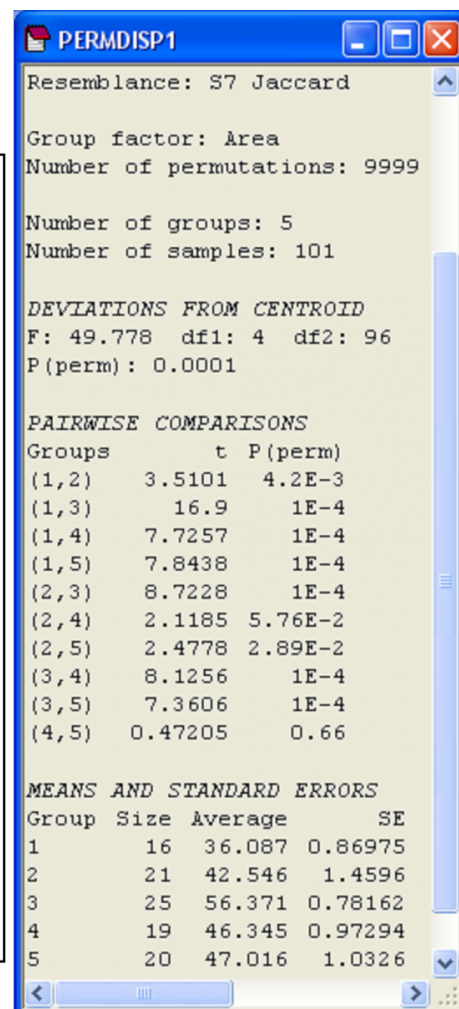 PERMDISP1
Resemblance: S7 Jaccard
Group factor: Area
Number of permutations: 9999
Number of groups: 5
Number of samples: 101
DEVIATIONS FROM CENTROID
F: 49.778 df1: 4 df2: 96
P(perm): 0.0001
PAIRWISE COMPARISONS
Groups t P(perm)
(1,2) 3.5101 4.2E-3
(1,3) 16.9 1E-4
(1,4) 7.7257 1E-4
(1,5) 7.8438 1E-4
(2,3) 8.7228 1E-4
(2,4) 2.1185 5.76E-2
(2,5) 2.4778 2.89E-2
(3,4) 8.1256 1E-4
(3,5) 7.3606 1E-4
(4,5) 0.47205 0.66
MEANS AND STANDARD ERRORS
Group Size Average SE
1 16 36.087 0.86975
2 21 42.546 1.4596
3 25 56.371 0.78162
4 19 46.345 0.97294
5 20 47.016 1.0326